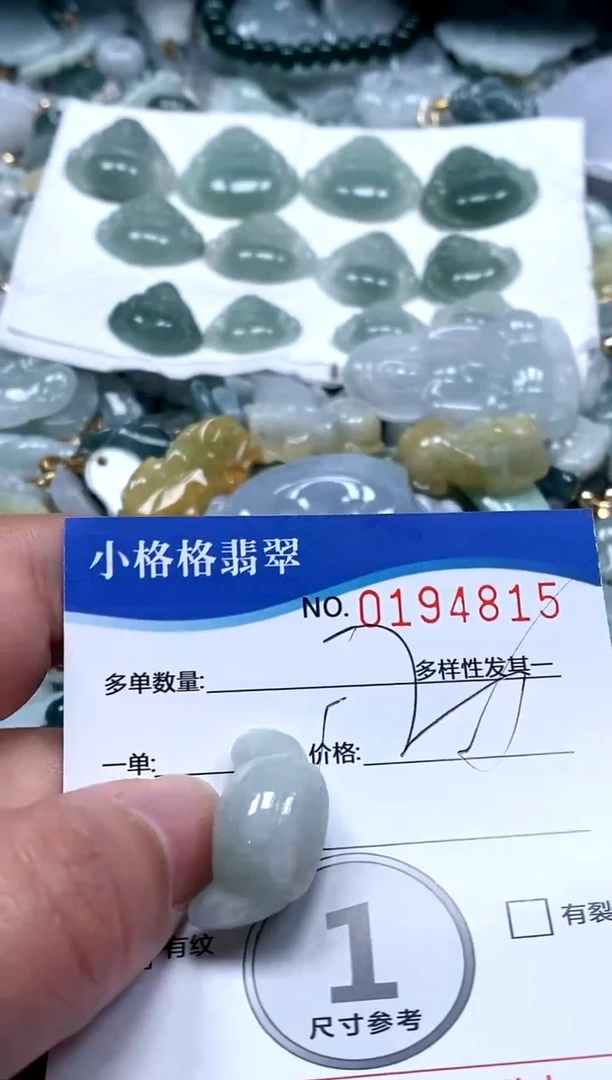 小格格翡翠
NO. 0194815
多单数量: 多样性发其一
一单: 价格:
有纹
1
有裂
尺寸参考